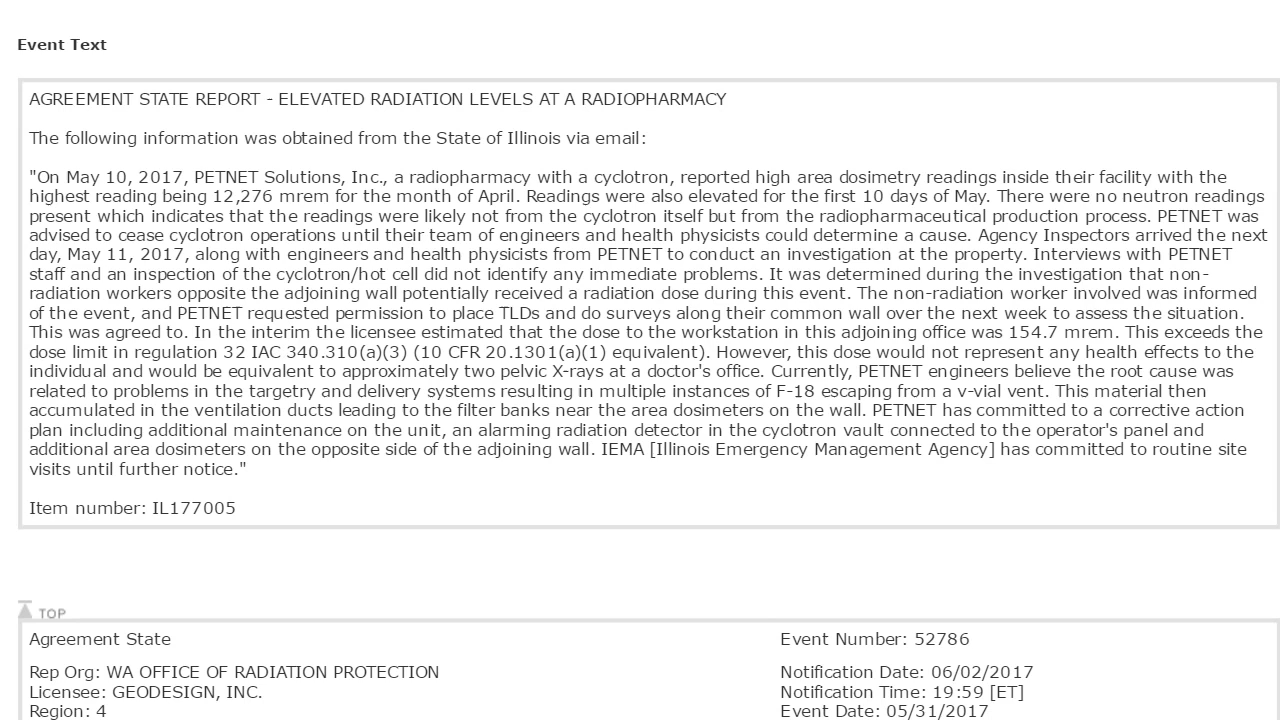 Event Text
AGREEMENT STATE REPORT - ELEVATED RADIATION LEVELS AT A RADIOPHARMACY
The following information was obtained from the State of Illinois via email:
"On May 10, 2017, PETNET Solutions, Inc., a radiopharmacy with a cyclotron, reported high area dosimetry readings inside their facility with the
highest reading being 12,276 mrem for the month of April. Readings were also elevated for the first 10 days of May. There were no neutron readings
present which indicates that the readings were likely not from the cyclotron itself but from the radiopharmaceutical production process. PETNET was
advised to cease cyclotron operations until their team of engineers and health physicists could determine a cause. Agency Inspectors arrived the next
day, May 11, 2017, along with engineers and health physicists from PETNET to conduct an investigation at the property. Interviews with PETNET
staff and an inspection of the cyclotron/hot cell did not identify any immediate problems. It was determined during the investigation that non-
radiation workers opposite the adjoining wall potentially received a radiation dose during this event. The non-radiation worker involved was informed
of the event, and PETNET requested permission to place TLDs and do surveys along their common wall over the next week to assess the situation.
This was agreed to. In the interim the licensee estimated that the dose to the workstation in this adjoining office was 154.7 mrem. This exceeds the
dose limit in regulation 32 IAC 340.310(a)(3) (10 CFR 20.1301(a)(1) equivalent). However, this dose would not represent any health effects to the
individual and would be equivalent to approximately two pelvic X-rays at a doctor's office. Currently, PETNET engineers believe the root cause was
related to problems in the targetry and delivery systems resulting in multiple instances of F-18 escaping from a v-vial vent. This material then
accumulated in the ventilation ducts leading to the filter banks near the area dosimeters on the wall. PETNET has committed to a corrective action
plan including additional maintenance on the unit, an alarming radiation detector in the cyclotron vault connected to the operator's panel and
additional area dosimeters on the opposite side of the adjoining wall. IEMA [Illinois Emergency Management Agency] has committed to routine site
visits until further notice."
Item number: IL177005
TOP
Agreement State
Event Number: 52786
Rep Org: WA OFFICE OF RADIATION PROTECTION
Licensee: GEODESIGN, INC.
Region: 4
Notification Date: 06/02/2017
Notification Time: 19:59 [ET]
Event Date: 05/31/2017